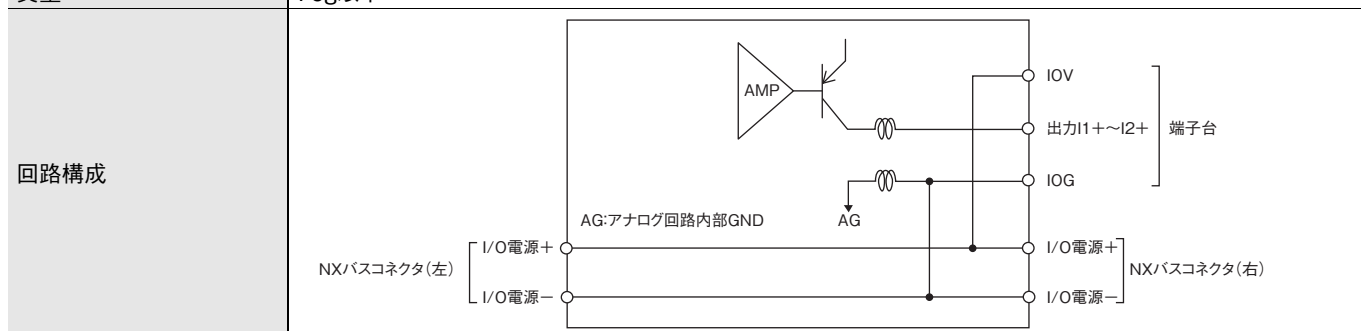 回路構成
AMP
IOV
出力I1+～I2+
端子台
IOG
AG:アナログ回路内部GND
AG
I/O電源＋
I/O電源＋
NXバスコネクタ(左)
NXバスコネクタ(右)
I/O電源－
I/O電源－